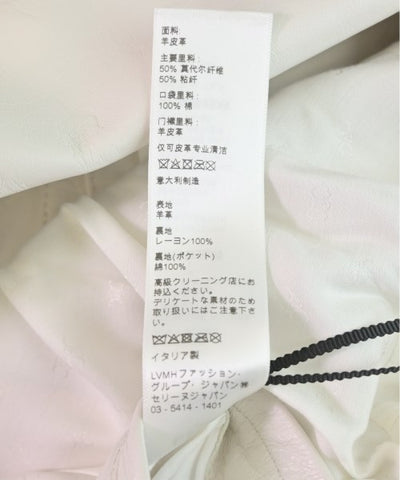 面料:
羊皮革
主要里料:
50% 莫代尔纤维
50% 粘纤
口袋里料:
100% 棉
门襟里料:
羊皮革
仅可皮革专业清洁
意大利制造
表地
羊革
裏地
レーヨン100%
裏地(ポケット)
綿100%
高級クリーニング店にお
持込ください。
デリケートな素材のため
取り扱いにはご注意くだ
さい。
イタリア製
LVMHファッション・
グループ・ジャパン㈱
セリーヌジャパン
03-5414-1401